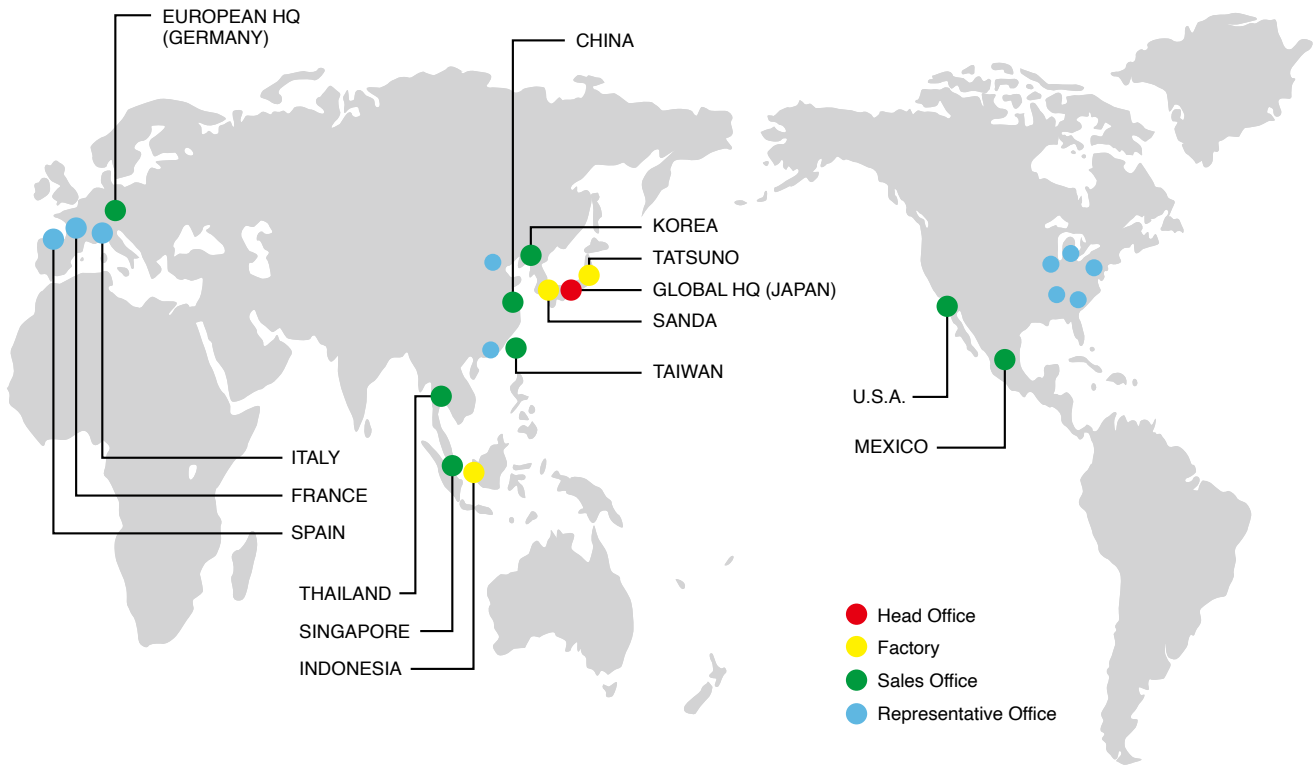 EUROPEAN HQ
(GERMANY)
CHINA
KOREA
TATSUNO
GLOBAL HQ (JAPAN)
SANDA
TAIWAN
U.S.A.
MEXICO
ITALY
FRANCE
SPAIN
THAILAND
SINGAPORE
INDONESIA
Head Office
Factory
Sales Office
Representative Office